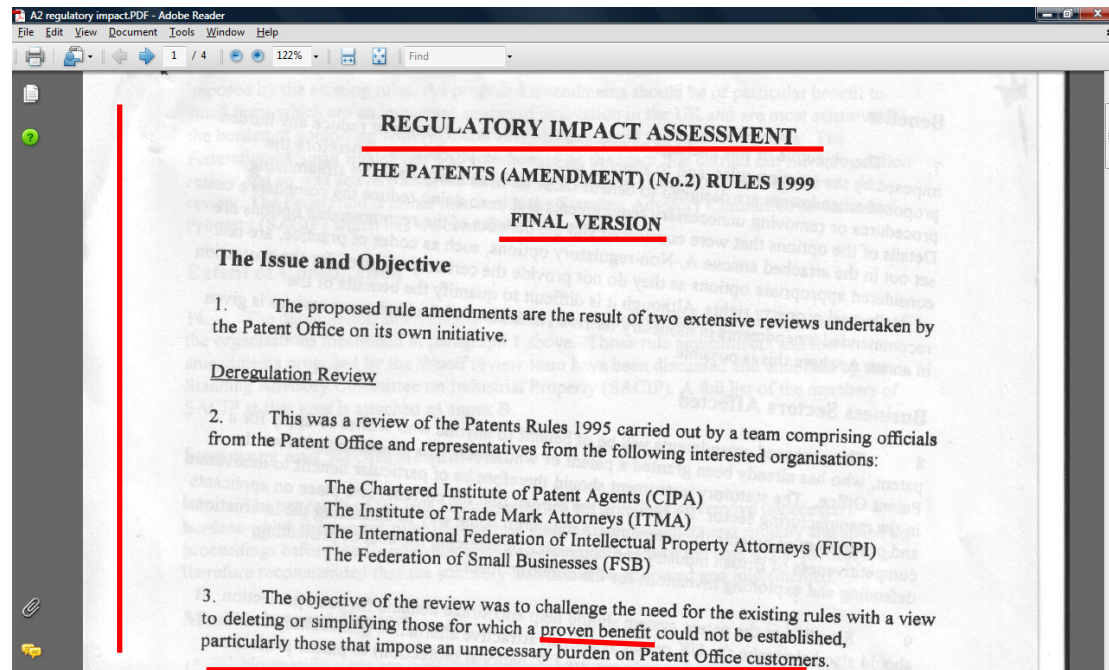 A2 regulatory impact.PDF - Adobe Reader
File Edit View Document Tools Window Help
1 / 4 122% Find
REGULATORY IMPACT ASSESSMENT
THE PATENTS (AMENDMENT) (No.2) RULES 1999
FINAL VERSION
The Issue and Objective
1. The proposed rule amendments are the result of two extensive reviews undertaken by
the Patent Office on its own initiative.
Deregulation Review
2. This was a review of the Patents Rules 1995 carried out by a team comprising officials
from the Patent Office and representatives from the following interested organisations:
The Chartered Institute of Patent Agents (CIPA)
The Institute of Trade Mark Attorneys (ITMA)
The International Federation of Intellectual Property Attorneys (FICPI)
The Federation of Small Businesses (FSB)
3. The objective of the review was to challenge the need for the existing rules with a view
to deleting or simplifying those for which a proven benefit could not be established,
particularly those that impose an unnecessary burden on Patent Office customers.